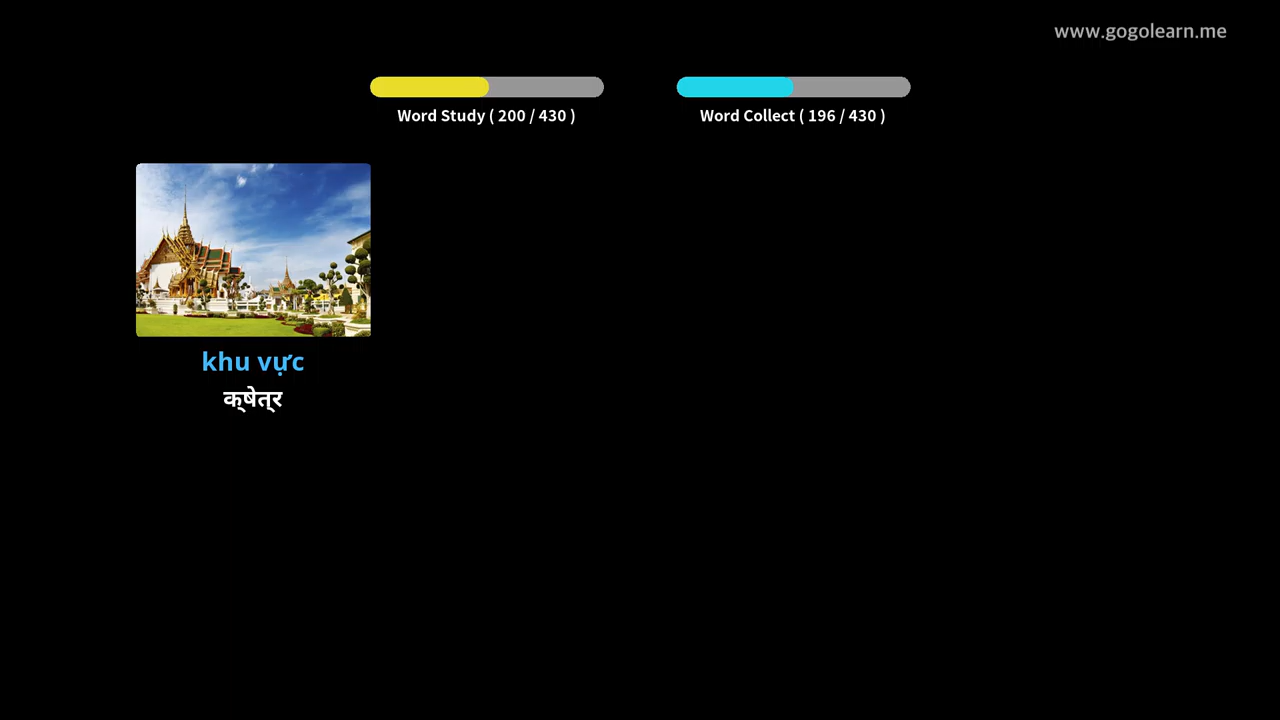 www.gogolearn.me
Word Study ( 200 / 430 )
Word Collect ( 196 / 430 )
khu vực
क्षेत्र